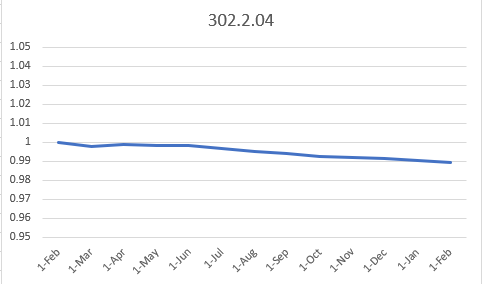 302.2.04
1.05
1.04
1.03
1.02
1.01
1
0.99
0.98
0.97
0.96
0.95
1-Feb
1-Mar
1-Apr
1-May
1-Jun
1-Jul
1-Aug
1-Sep
1-Oct
1-Nov
1-Dec
1-Jan
1-Feb